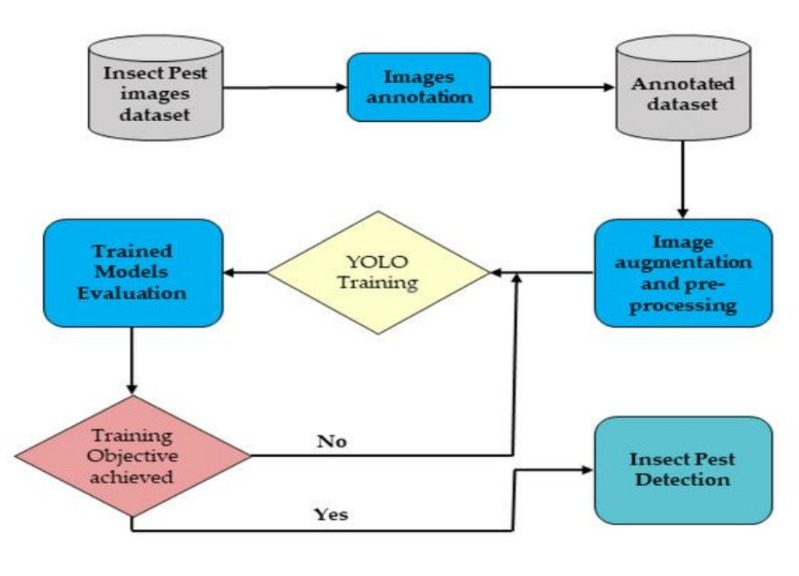 Insect Pest
images
dataset
Images
annotation
Annotated
dataset
Image
augmentation
and pre-
processing
YOLO
Training
Trained
Models
Evaluation
Training
Objective
achieved
No
Yes
Insect Pest
Detection